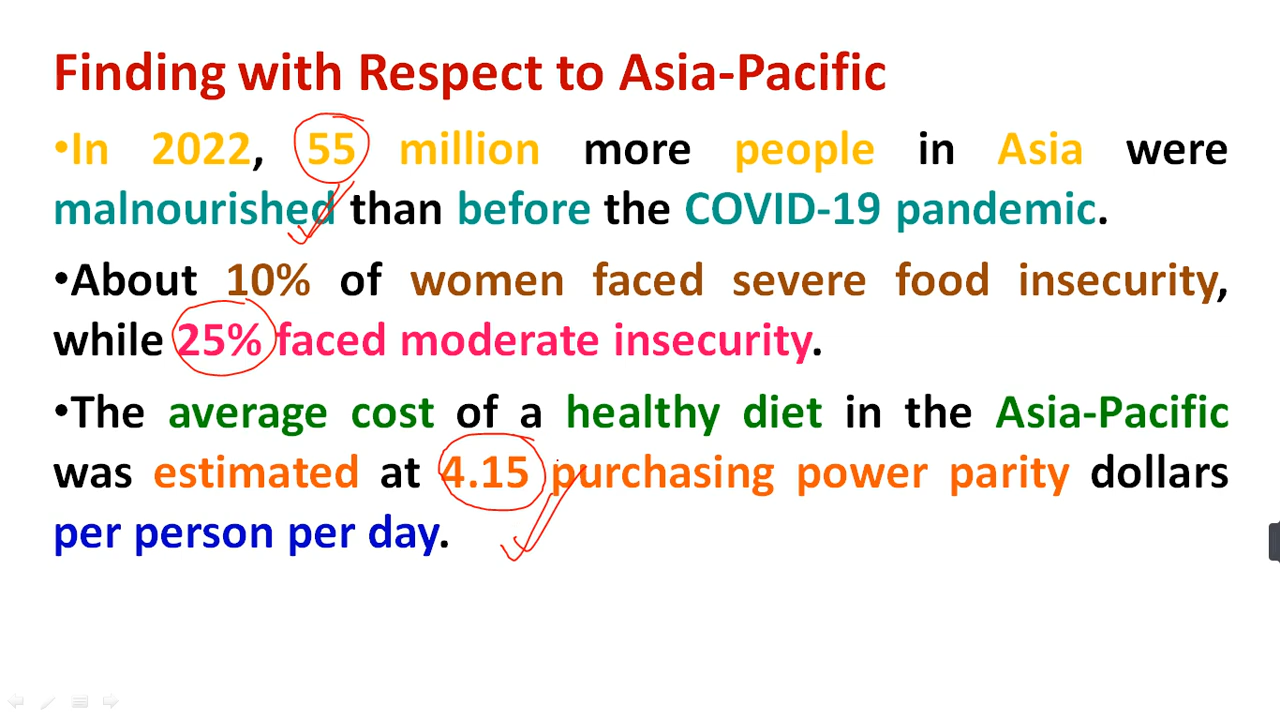 Finding with Respect to Asia-Pacific
•In 2022, 55 million more people in Asia were
malnourished than before the COVID-19 pandemic.
•About 10% of women faced severe food insecurity,
while 25% faced moderate insecurity.
•The average cost of a healthy diet in the Asia-Pacific
was estimated at 4.15 purchasing power parity dollars
per person per day.